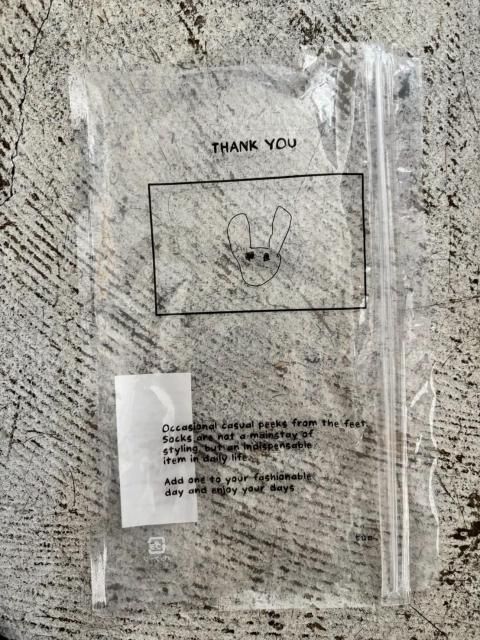 THANK YOU
Occasional casual peeks from the feet.
Socks are not a mainstay of
styling, but an indispensable
item in daily life.
Add one to your fashionable
day and enjoy your days